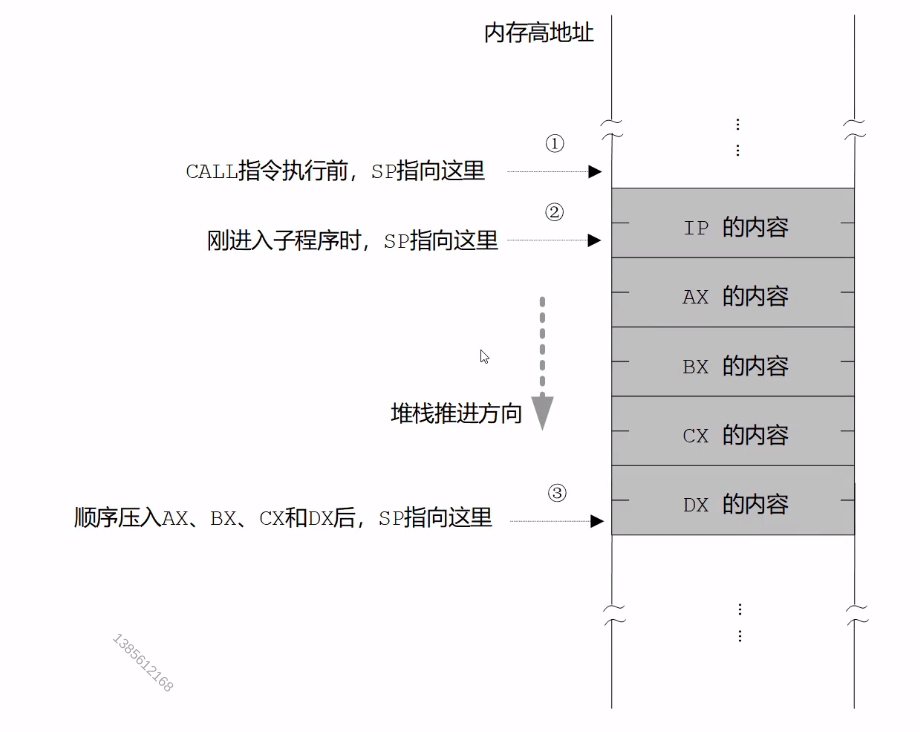 内存高地址
①
CALL指令执行前，SP指向这里
②
刚进入子程序时，SP指向这里
IP 的内容
AX 的内容
BX 的内容
堆栈推进方向
CX 的内容
③
顺序压入AX、BX、CX和DX后，SP指向这里
DX 的内容
1385612168